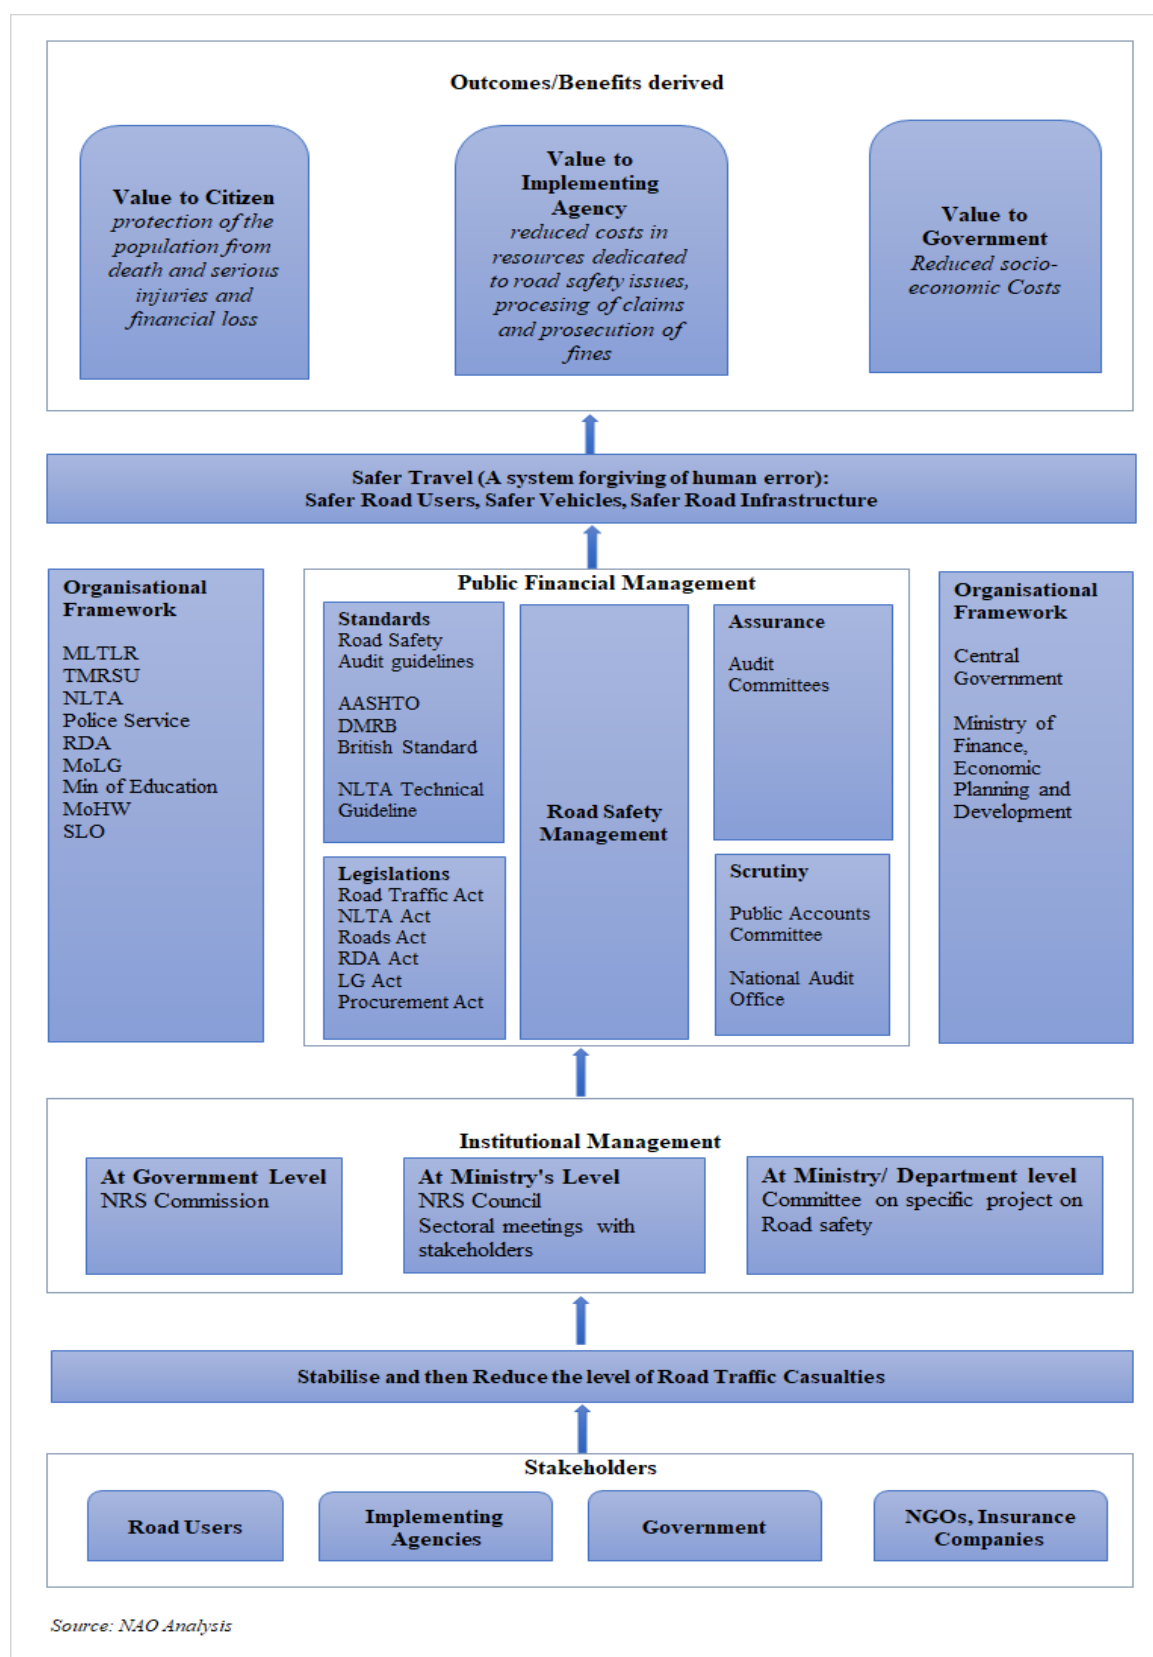 Outcomes/Benefits derived
Value to Citizen
protection of the
population from
death and serious
injuries and
financial loss
Value to
Implementing
Agency
reduced costs in
resources dedicated
to road safety issues,
procesing of claims
and prosecution of
fines
Value to
Government
Reduced socio-
economic Costs
Safer Travel (A system forgiving of human error):
Safer Road Users, Safer Vehicles, Safer Road Infrastructure
Organisational
Framework
MLTLR
TMRSU
NLTA
Police Service
RDA
MoLG
Min of Education
MoHW
SLO
Public Financial Management
Standards
Road Safety
Audit guidelines
AASHTO
DMRB
British Standard
NLTA Technical
Guideline
Legislations
Road Traffic Act
NLTA Act
Roads Act
RDA Act
LG Act
Procurement Act
Road Safety
Management
Assurance
Audit
Committees
Scrutiny
Public Accounts
Committee
National Audit
Office
Organisational
Framework
Central
Government
Ministry of
Finance,
Economic
Planning and
Development
Institutional Management
At Government Level
NRS Commission
At Ministry's Level
NRS Council
Sectoral meetings with
stakeholders
At Ministry/ Department level
Committee on specific project on
Road safety
Stabilise and then Reduce the level of Road Traffic Casualties
Stakeholders
Road Users
Implementing
Agencies
Government
NGOs, Insurance
Companies
Source: NAO Analysis